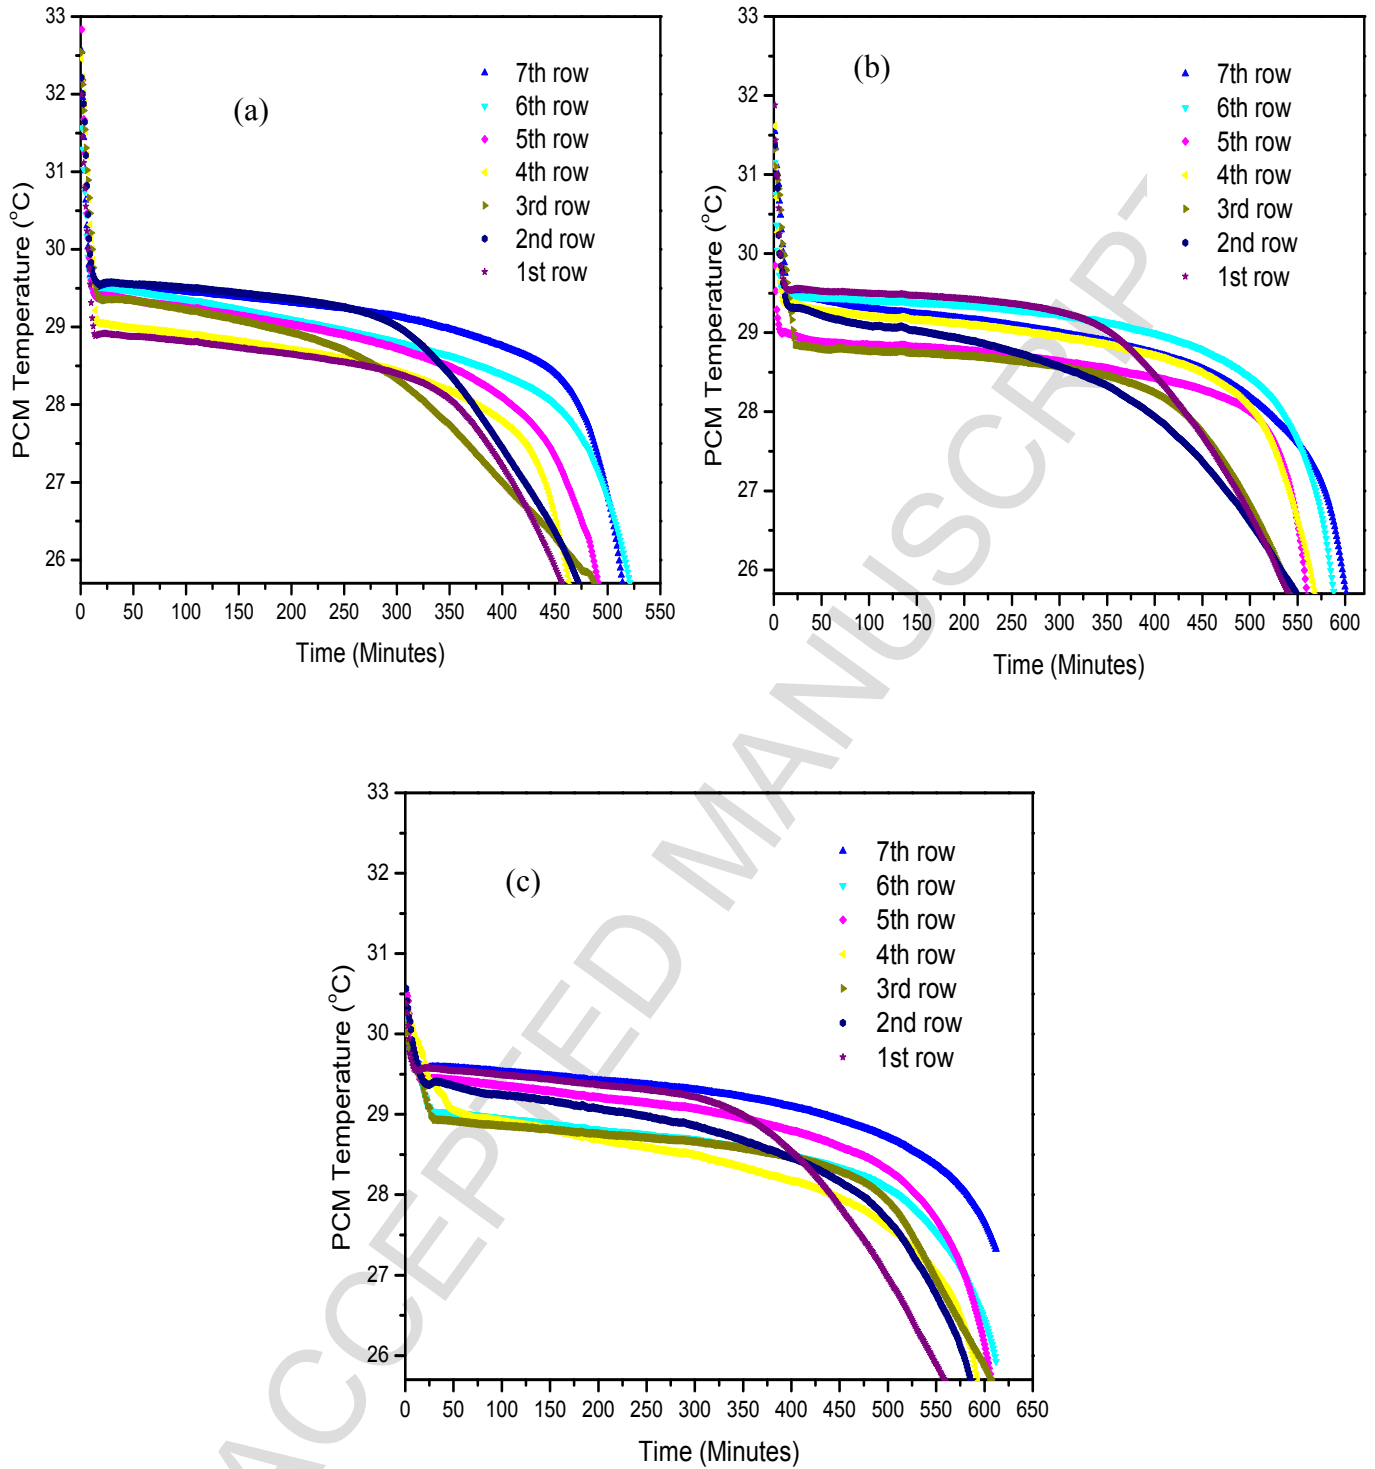 33
32
31
30
29
28
27
26
PCM Temperature (°C)
(a)
7th row
6th row
5th row
4th row
3rd row
2nd row
1st row
0 50 100 150 200 250 300 350 400 450 500 550
Time (Minutes)
33
32
31
30
29
28
27
26
PCM Temperature (°C)
(b)
7th row
6th row
5th row
4th row
3rd row
2nd row
1st row
0 50 100 150 200 250 300 350 400 450 500 550 600
Time (Minutes)
33
32
31
30
29
28
27
26
PCM Temperature (°C)
(c)
7th row
6th row
5th row
4th row
3rd row
2nd row
1st row
0 50 100 150 200 250 300 350 400 450 500 550 600 650
Time (Minutes)
ACCEPTED MANUSCRIPT